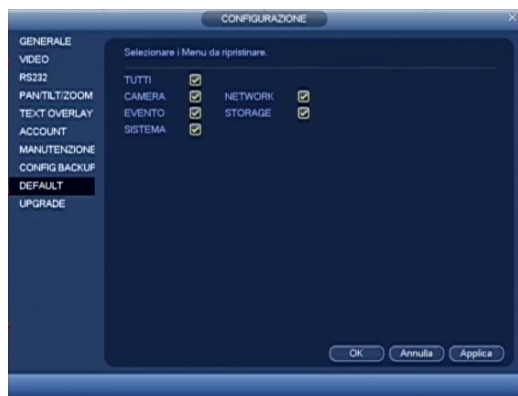 CONFIGURAZIONE
GENERALE
VIDEO
RS232
PAN/TILT/ZOOM
TEXT OVERLAY
ACCOUNT
MANUTENZIONE
CONFIG BACKUP
DEFAULT
UPGRADE
Selezionare i Menu da ripristinare.
TUTTI
CAMERA NETWORK
EVENTO STORAGE
SISTEMA
OK Annulla Applica